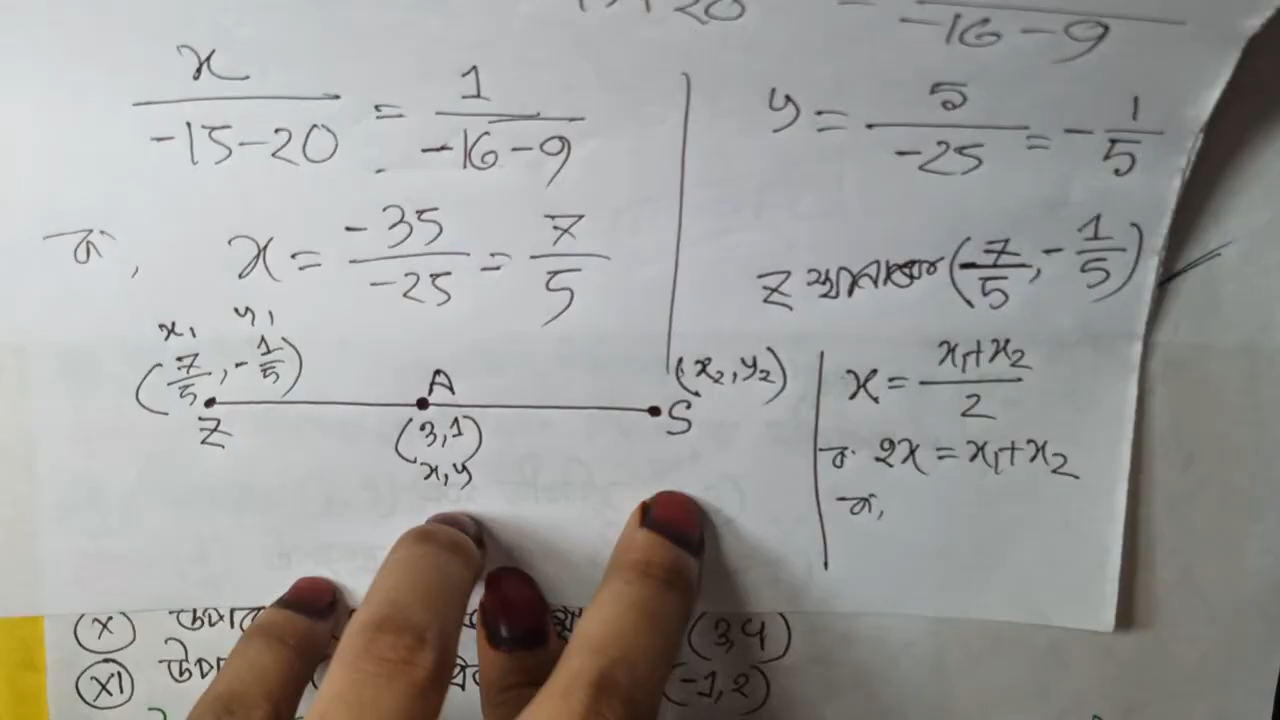 -16-9
x/(-15-20) = 1/(-16-9)
বা, x = -35/-25 = 7/5
y = 5/-25 = -1/5
Z (7/5, -1/5)
x₁ y₁
(7/5, -1/5)
Z
A
(3,1)
x,y
(x₂, y₂)
S
x = (x₁+x₂)/2
বা 2x = x₁+x₂
বা,
(X) (3,4)
(XI) (-1,2)